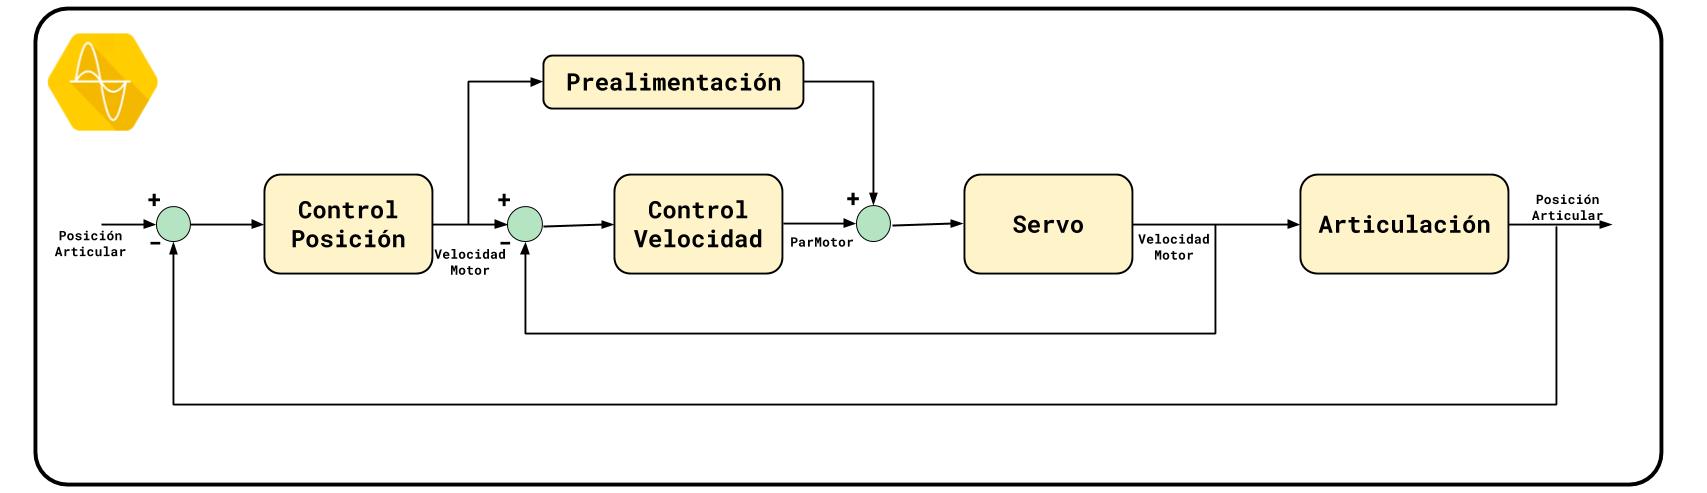 Prealimentación
+
Posición
Articular
−
Control
Posición
Velocidad
Motor
+
−
Control
Velocidad
ParMotor
+
Servo
Velocidad
Motor
Articulación
Posición
Articular